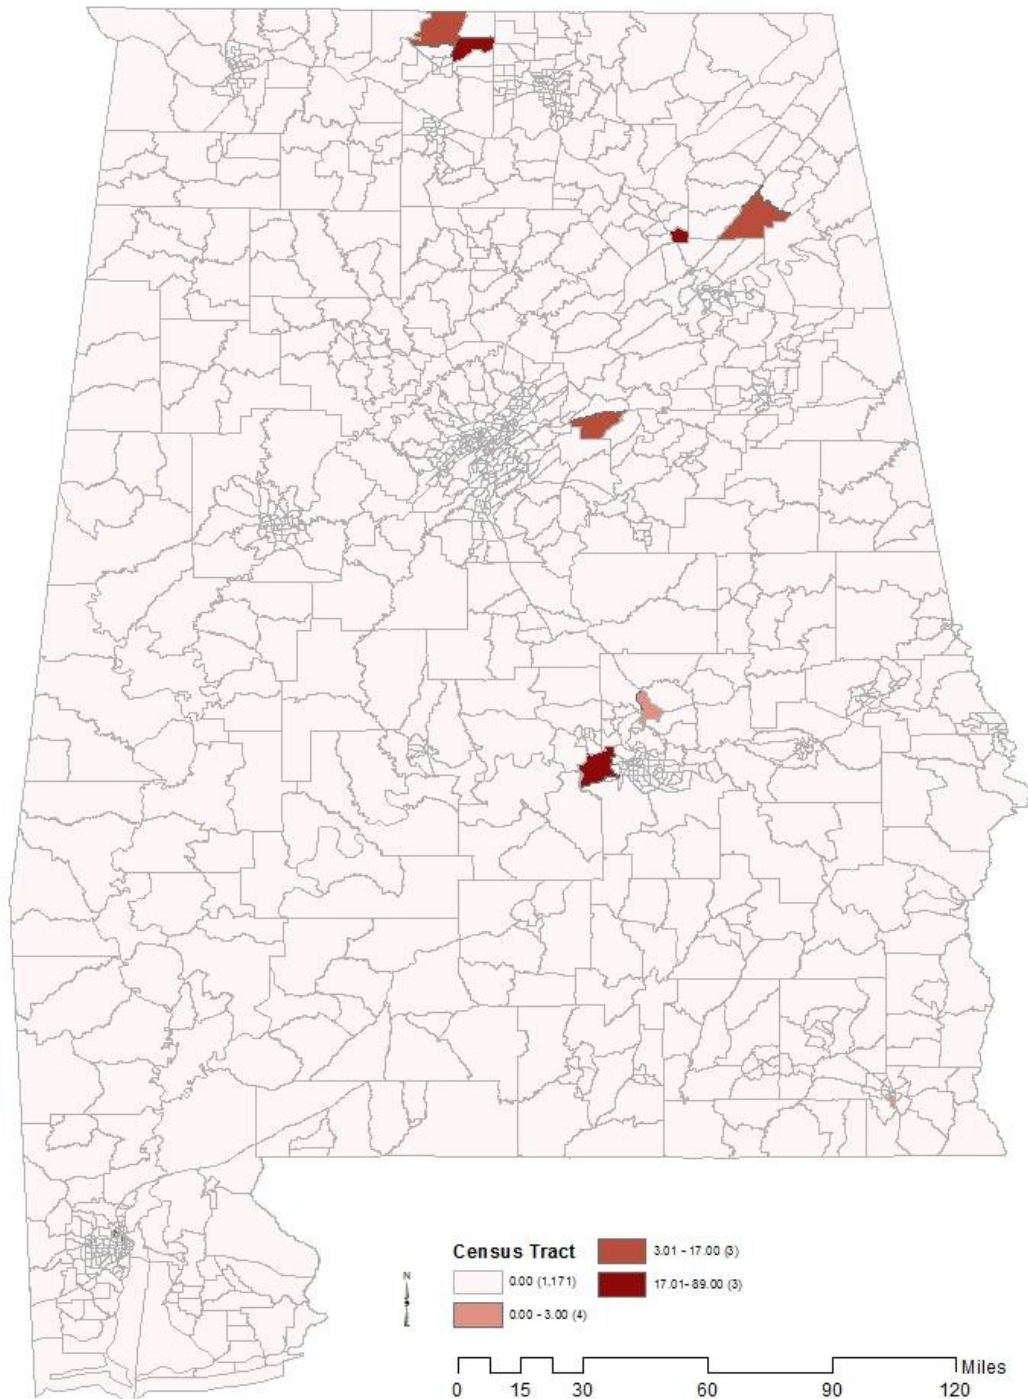 Census Tract
0.00 (1,171)
0.00 - 3.00 (4)
3.01 - 17.00 (3)
17.01- 89.00 (3)
N
Miles
0 15 30 60 90 120